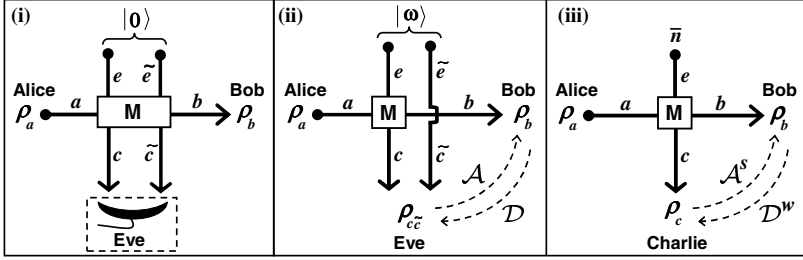 (i)
|0⟩
e ẽ
Alice Bob
ρa a M b ρb
c c̃
Eve
(ii)
|ω⟩
e ẽ
Alice Bob
ρa a M b ρb
c c̃
𝒜
ρcc̃ 𝒟
Eve
(iii)
n̄
e
Alice Bob
ρa a M b ρb
c
𝒜ˢ
ρc 𝒟ᵂ
Charlie